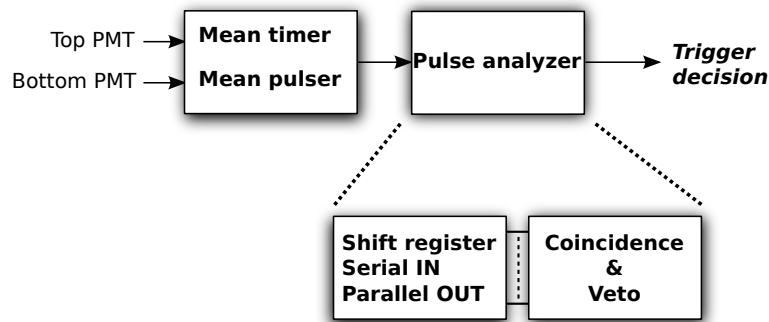 Top PMT
Bottom PMT
Mean timer
Mean pulser
Pulse analyzer
Trigger
decision
Shift register
Serial IN
Parallel OUT
Coincidence
&
Veto